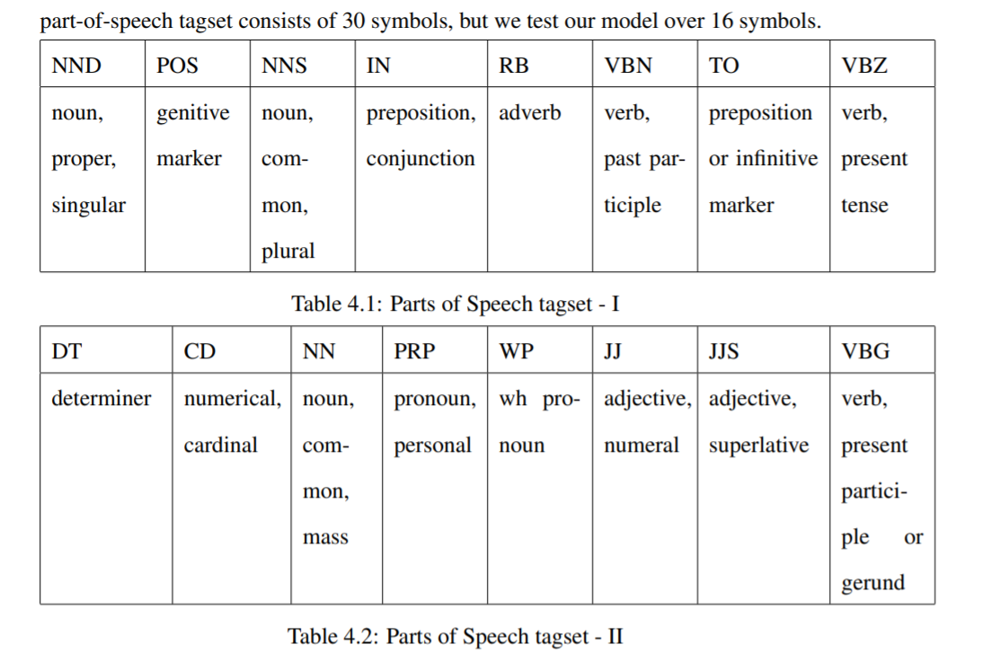 part-of-speech tagset consists of 30 symbols, but we test our model over 16 symbols.
NND POS NNS IN RB VBN TO VBZ
noun, genitive noun, preposition, adverb verb, preposition verb,
proper, marker com- conjunction past par- or infinitive present
singular mon, ticiple marker tense
plural
Table 4.1: Parts of Speech tagset - I
DT CD NN PRP WP JJ JJS VBG
determiner numerical, noun, pronoun, wh pro- adjective, adjective, verb,
cardinal com- personal noun numeral superlative present
mon, partici-
mass ple or
gerund
Table 4.2: Parts of Speech tagset - II